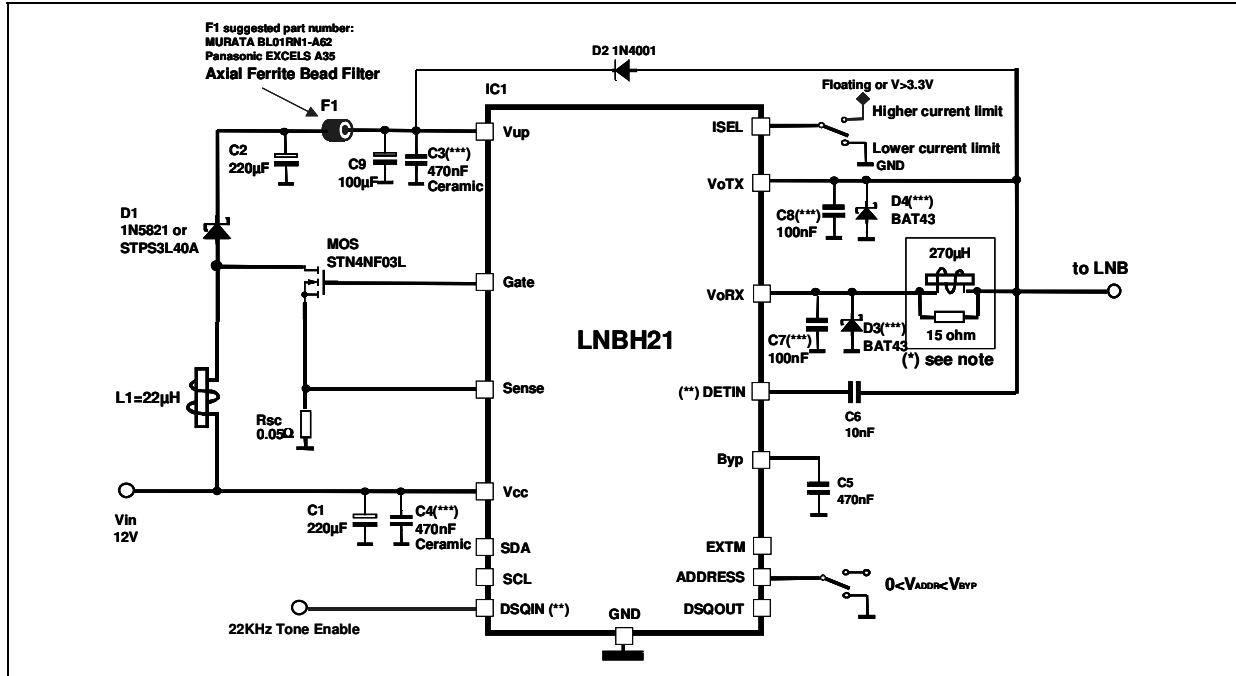 F1 suggested part number:
MURATA BL01RN1-A62
Panasonic EXCELS A35
Axial Ferrite Bead Filter
F1
D2 1N4001
IC1
Floating or V>3.3V
Higher current limit
Lower current limit
GND
ISEL
Vup
C2
220µF
C9
100µF
C3(***)
470nF
Ceramic
VoTX
C8(***)
100nF
D4(***)
BAT43
D1
1N5821 or
STPS3L40A
MOS
STN4NF03L
Gate
270µH
to LNB
VoRX
LNBH21
C7(***)
100nF
D3(***)
BAT43
15 ohm
(*) see note
L1=22µH
Sense
(**) DETIN
Rsc
0.05Ω
C6
10nF
Byp
C5
470nF
Vin
12V
Vcc
C1
220µF
C4(***)
470nF
Ceramic
SDA
EXTM
SCL
ADDRESS
0<VADDR<VBYP
DSQIN (**)
GND
DSQOUT
22KHz Tone Enable